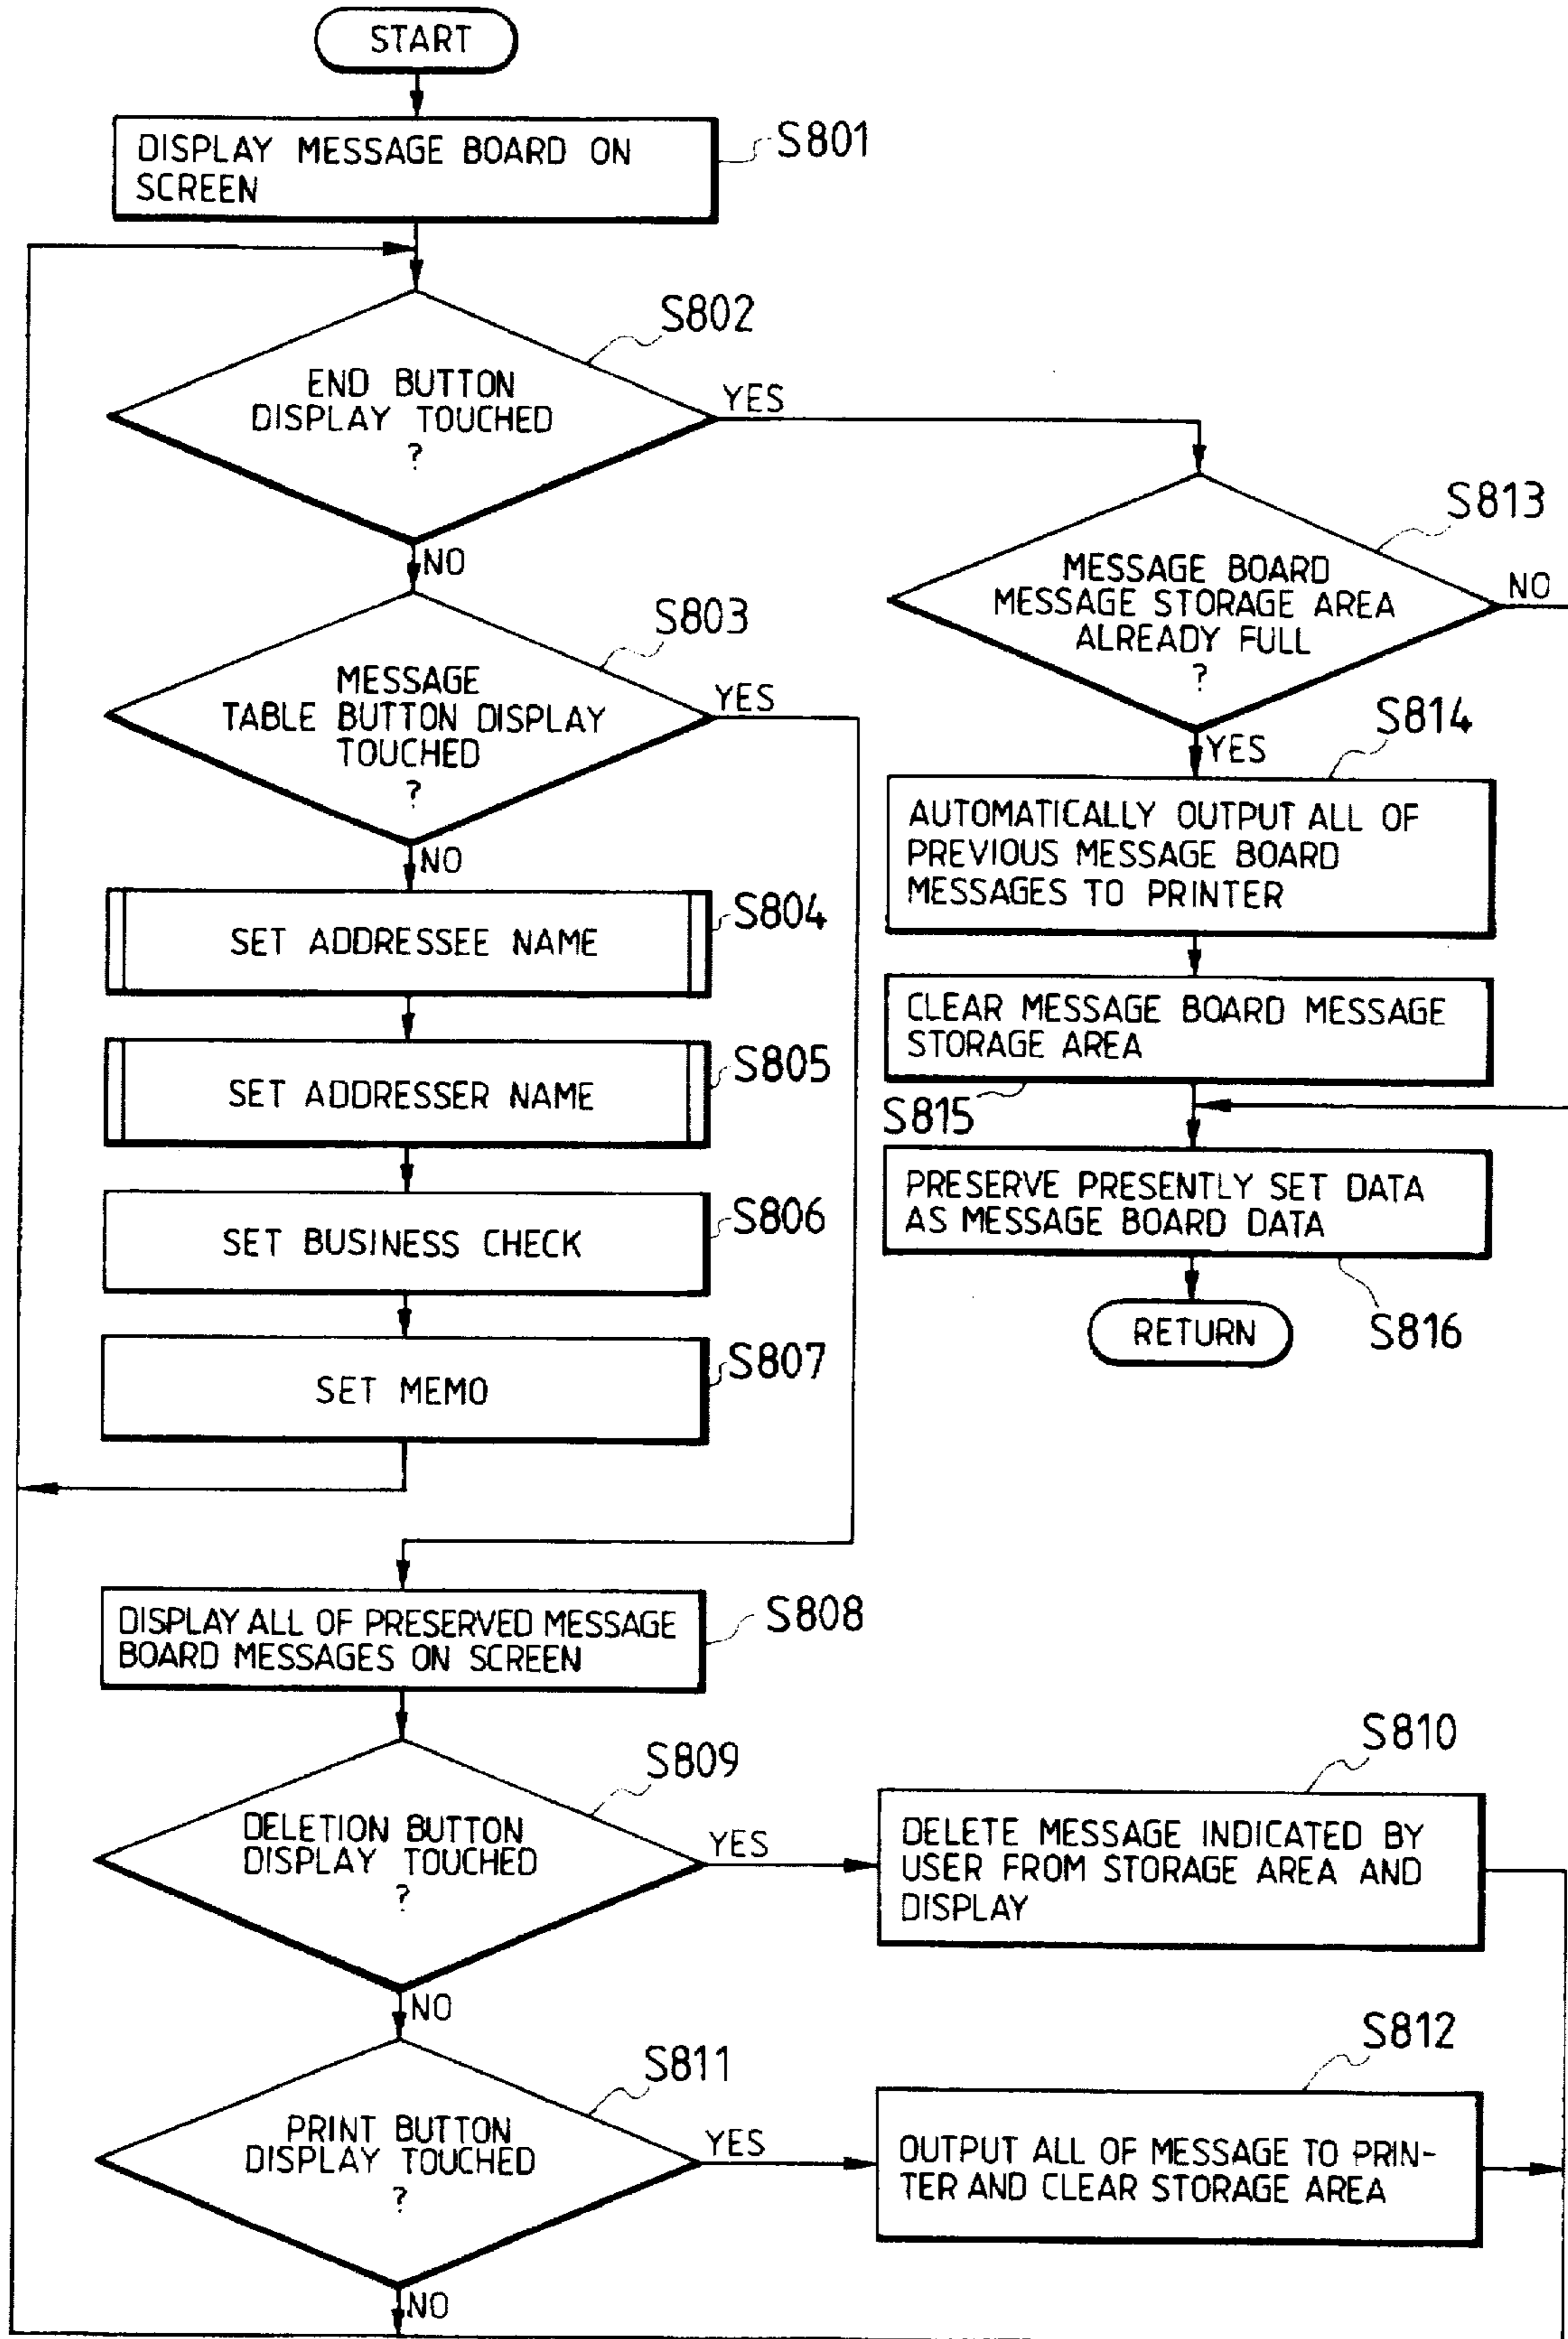 START
DISPLAY MESSAGE BOARD ON
SCREEN
S801
S802
END BUTTON
DISPLAY TOUCHED
?
YES
NO
S803
MESSAGE
TABLE BUTTON DISPLAY
TOUCHED
?
YES
NO
S804
SET ADDRESSEE NAME
S805
SET ADDRESSER NAME
S806
SET BUSINESS CHECK
S807
SET MEMO
S813
MESSAGE BOARD
MESSAGE STORAGE AREA
ALREADY FULL
?
NO
YES
S814
AUTOMATICALLY OUTPUT ALL OF
PREVIOUS MESSAGE BOARD
MESSAGES TO PRINTER
CLEAR MESSAGE BOARD MESSAGE
STORAGE AREA
S815
PRESERVE PRESENTLY SET DATA
AS MESSAGE BOARD DATA
S816
RETURN
DISPLAY ALL OF PRESERVED MESSAGE
BOARD MESSAGES ON SCREEN
S808
S809
DELETION BUTTON
DISPLAY TOUCHED
?
YES
NO
S810
DELETE MESSAGE INDICATED BY
USER FROM STORAGE AREA AND
DISPLAY
S811
PRINT BUTTON
DISPLAY TOUCHED
?
YES
NO
S812
OUTPUT ALL OF MESSAGE TO PRIN-
TER AND CLEAR STORAGE AREA